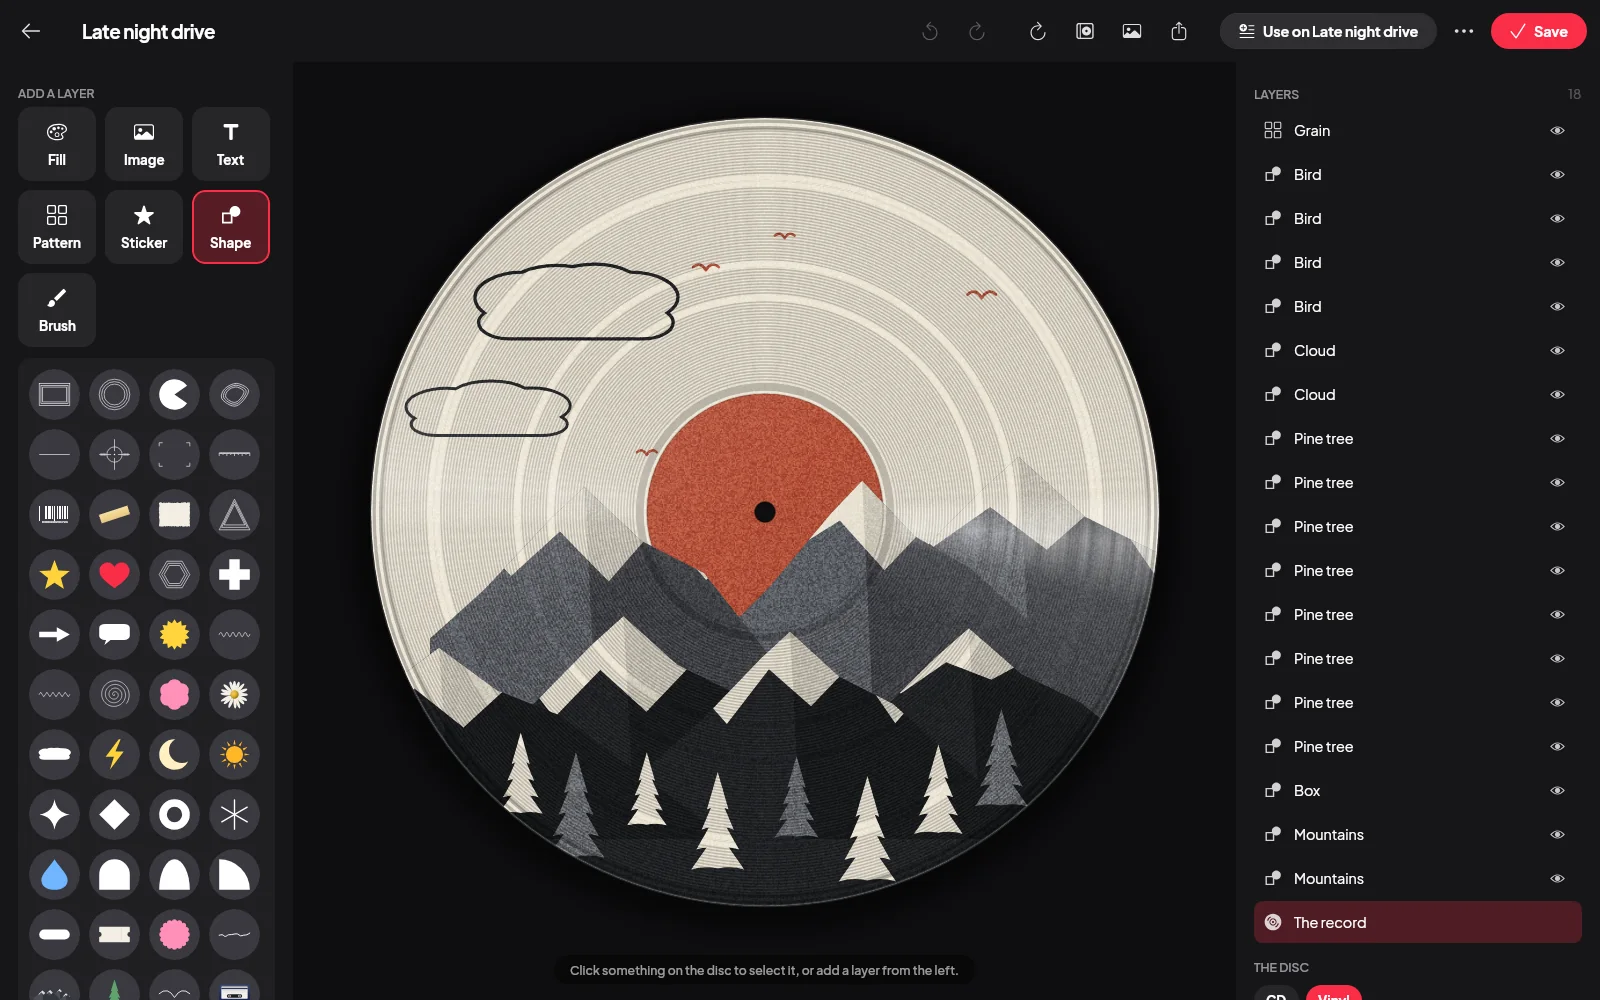 Late night drive
Use on Late night drive
Save
ADD A LAYER
Fill
Image
Text
Pattern
Sticker
Shape
Brush
Click something on the disc to select it, or add a layer from the left.
LAYERS
18
Grain
Bird
Bird
Bird
Bird
Cloud
Cloud
Pine tree
Pine tree
Pine tree
Pine tree
Pine tree
Pine tree
Pine tree
Pine tree
Box
Mountains
Mountains
The record
THE DISC
CD
Vinyl